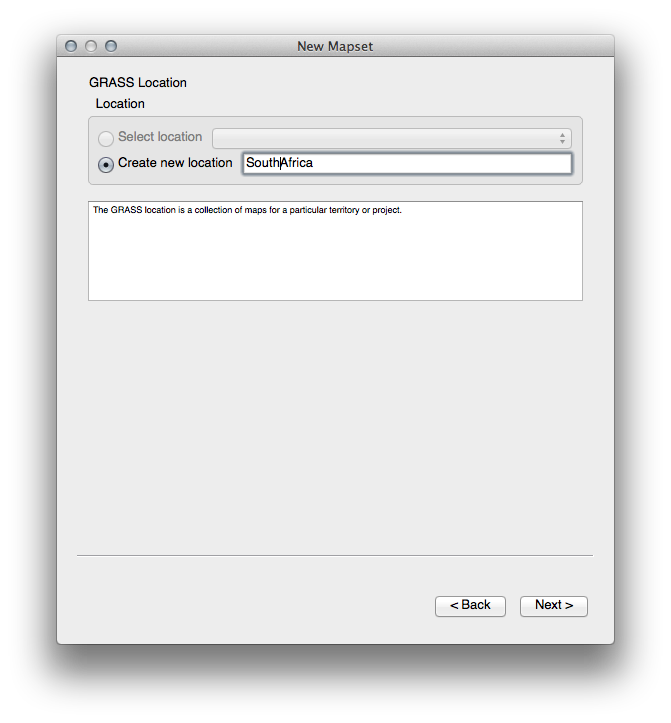 New Mapset
GRASS Location
Location
Select location
Create new location SouthAfrica
The GRASS location is a collection of maps for a particular territory or project.
< Back Next >